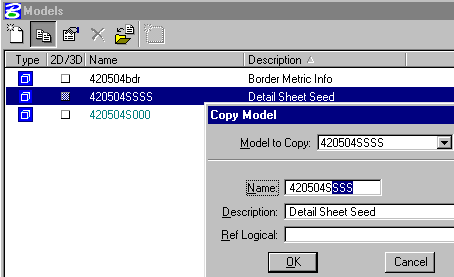 Models
Type 2D/3D Name Description
420504bdr Border Metric Info
420504SSSS Detail Sheet Seed
420504S000
Copy Model
Model to Copy: 420504SSSS
Name: 420504SSSS
Description: Detail Sheet Seed
Ref Logical:
OK Cancel